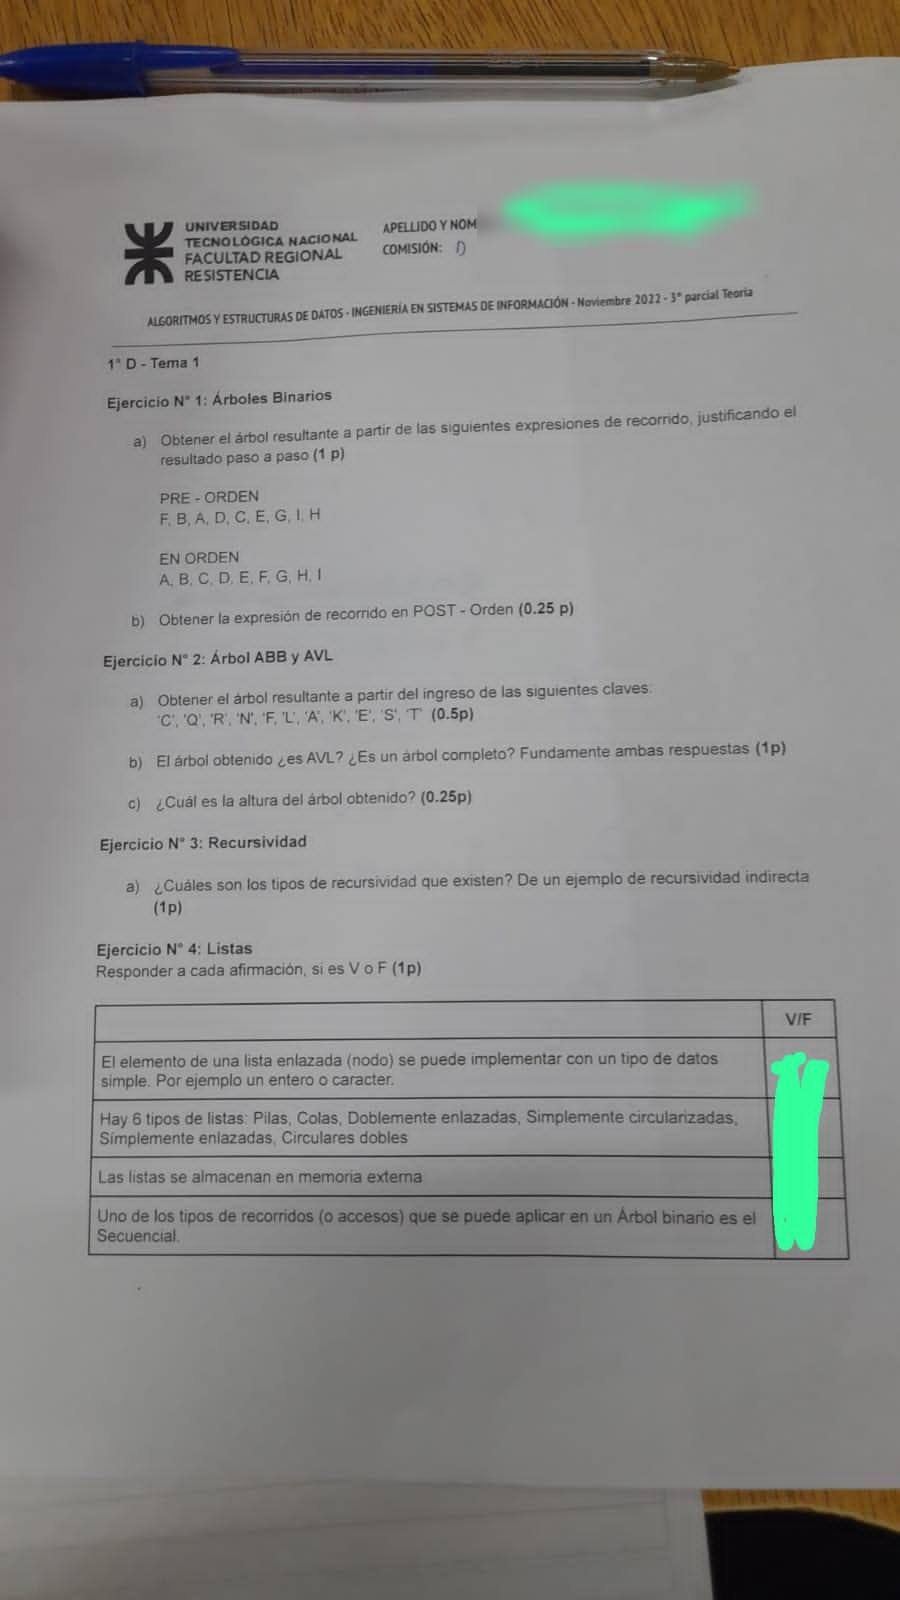 UNIVERSIDAD
TECNOLÓGICA NACIONAL
FACULTAD REGIONAL
RESISTENCIA
APELLIDO Y NOM
COMISIÓN: D
ALGORITMOS Y ESTRUCTURAS DE DATOS - INGENIERÍA EN SISTEMAS DE INFORMACIÓN - Noviembre 2022 - 3° parcial Teoría
1° D - Tema 1
Ejercicio N° 1: Árboles Binarios
a) Obtener el árbol resultante a partir de las siguientes expresiones de recorrido, justificando el
resultado paso a paso (1 p)
PRE - ORDEN
F, B, A, D, C, E, G, I, H
EN ORDEN
A, B, C, D, E, F, G, H, I
b) Obtener la expresión de recorrido en POST - Orden (0.25 p)
Ejercicio N° 2: Árbol ABB y AVL
a) Obtener el árbol resultante a partir del ingreso de las siguientes claves:
'C', 'Q', 'R', 'N', 'F, 'L', 'A', 'K', 'E', 'S', 'T' (0.5p)
b) El árbol obtenido ¿es AVL? ¿Es un árbol completo? Fundamente ambas respuestas (1p)
c) ¿Cuál es la altura del árbol obtenido? (0.25p)
Ejercicio N° 3: Recursividad
a) ¿Cuáles son los tipos de recursividad que existen? De un ejemplo de recursividad indirecta
(1p)
Ejercicio N° 4: Listas
Responder a cada afirmación, si es V o F (1p)
V/F
El elemento de una lista enlazada (nodo) se puede implementar con un tipo de datos
simple. Por ejemplo un entero o caracter.
Hay 6 tipos de listas: Pilas, Colas, Doblemente enlazadas, Simplemente circularizadas,
Simplemente enlazadas, Circulares dobles
Las listas se almacenan en memoria externa
Uno de los tipos de recorridos (o accesos) que se puede aplicar en un Árbol binario es el
Secuencial.